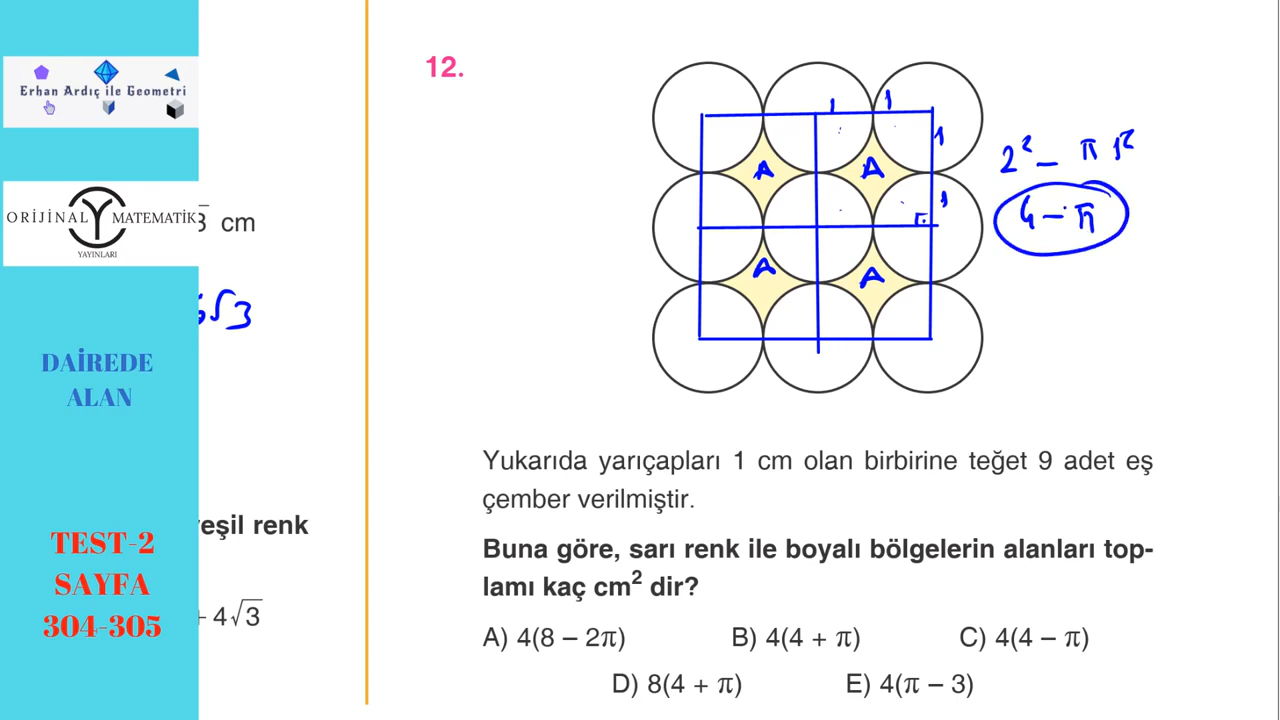 Erhan Ardıç ile Geometri
ORİJİNAL Y MATEMATİK
YAYINLARI
DAİREDE
ALAN
TEST-2
SAYFA
304-305
3 cm
√3
eşil renk
4√3
12.
1 1
1
1
A A
A A
2² – π 1²
4 – π
Yukarıda yarıçapları 1 cm olan birbirine teğet 9 adet eş
çember verilmiştir.
Buna göre, sarı renk ile boyalı bölgelerin alanları top-
lamı kaç cm² dir?
A) 4(8 – 2π) B) 4(4 + π) C) 4(4 – π)
D) 8(4 + π) E) 4(π – 3)